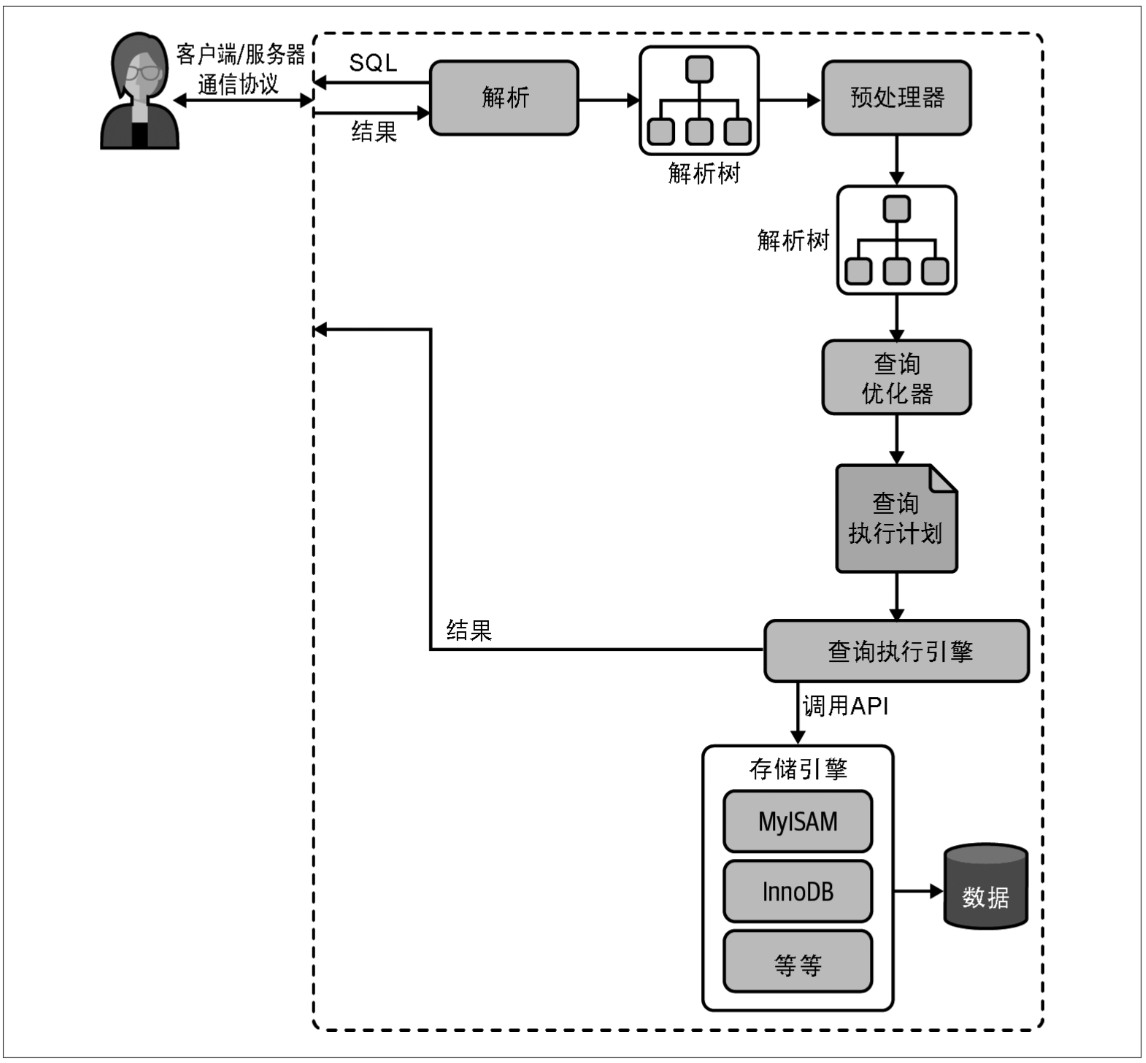 客户端/服务器
通信协议
SQL
结果
解析
解析树
预处理器
解析树
查询
优化器
查询
执行计划
结果
查询执行引擎
调用API
存储引擎
MyISAM
InnoDB
等等
数据